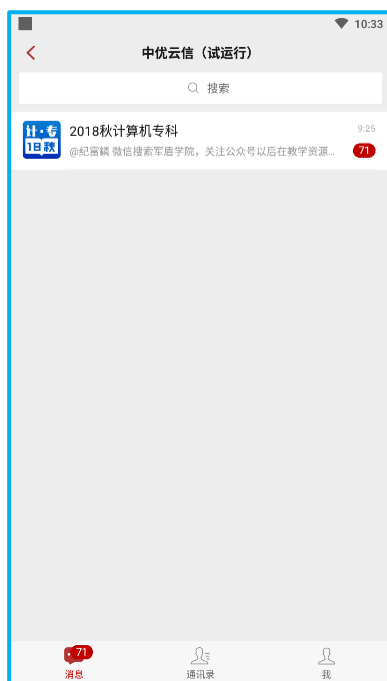 10:33
中优云信（试运行）
搜索
计·专
18秋
2018秋计算机专科
9:25
@纪富鳞 微信搜索军盾学院，关注公众号以后在教学资源...
71
71
消息
通讯录
我